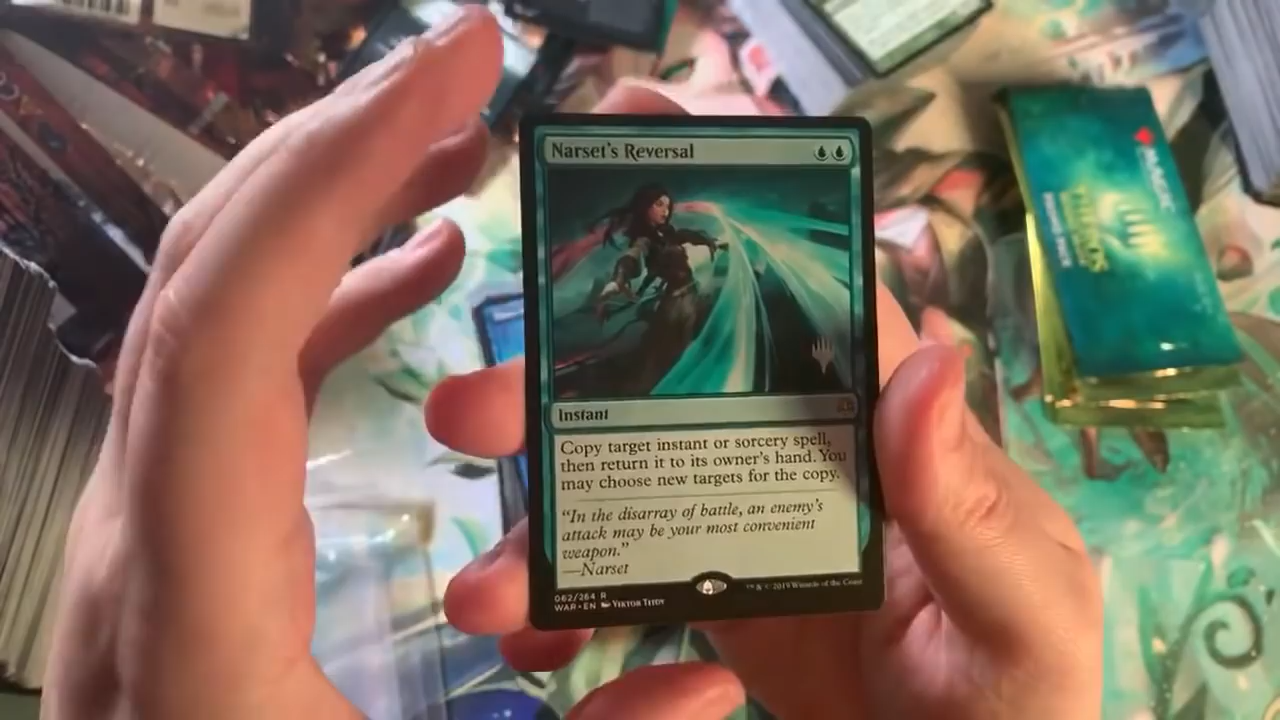 Narset's Reversal
Instant
Copy target instant or sorcery spell,
then return it to its owner's hand. You
may choose new targets for the copy.
"In the disarray of battle, an enemy's
attack may be your most convenient
weapon."
—Narset
062/264 R
WAR • EN Viktor Titov
™ & © 2019 Wizards of the Coast
MAGIC
THEROS